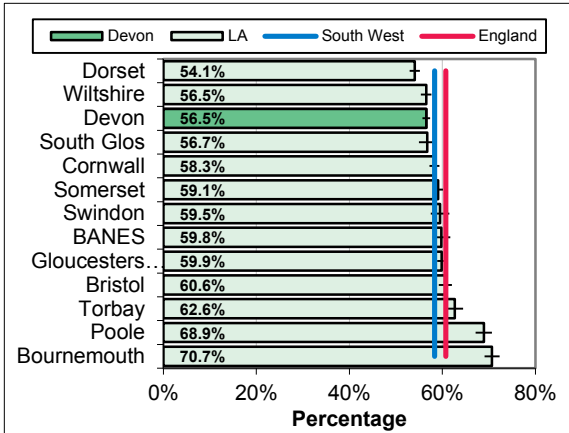 Devon LA South West England
Dorset 54.1%
Wiltshire 56.5%
Devon 56.5%
South Glos 56.7%
Cornwall 58.3%
Somerset 59.1%
Swindon 59.5%
BANES 59.8%
Gloucesters... 59.9%
Bristol 60.6%
Torbay 62.6%
Poole 68.9%
Bournemouth 70.7%
0% 20% 40% 60% 80%
Percentage